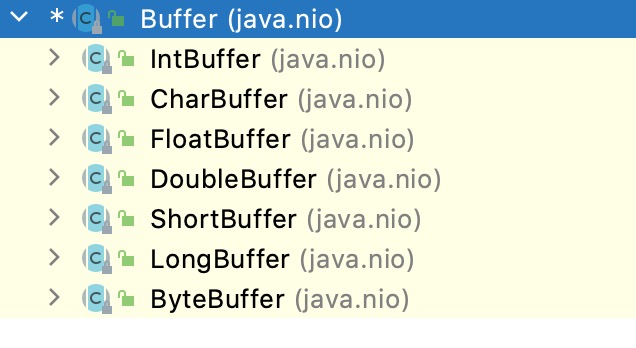 * Buffer (java.nio)
IntBuffer (java.nio)
CharBuffer (java.nio)
FloatBuffer (java.nio)
DoubleBuffer (java.nio)
ShortBuffer (java.nio)
LongBuffer (java.nio)
ByteBuffer (java.nio)